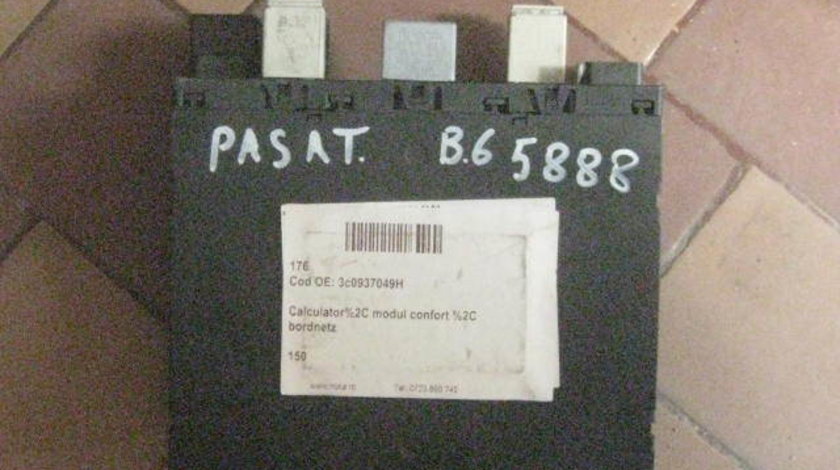 PASAT. B.6 5888
176
Cod OE: 3c0937049H
Calculator%2C modul confort %2C
bordnetz
150